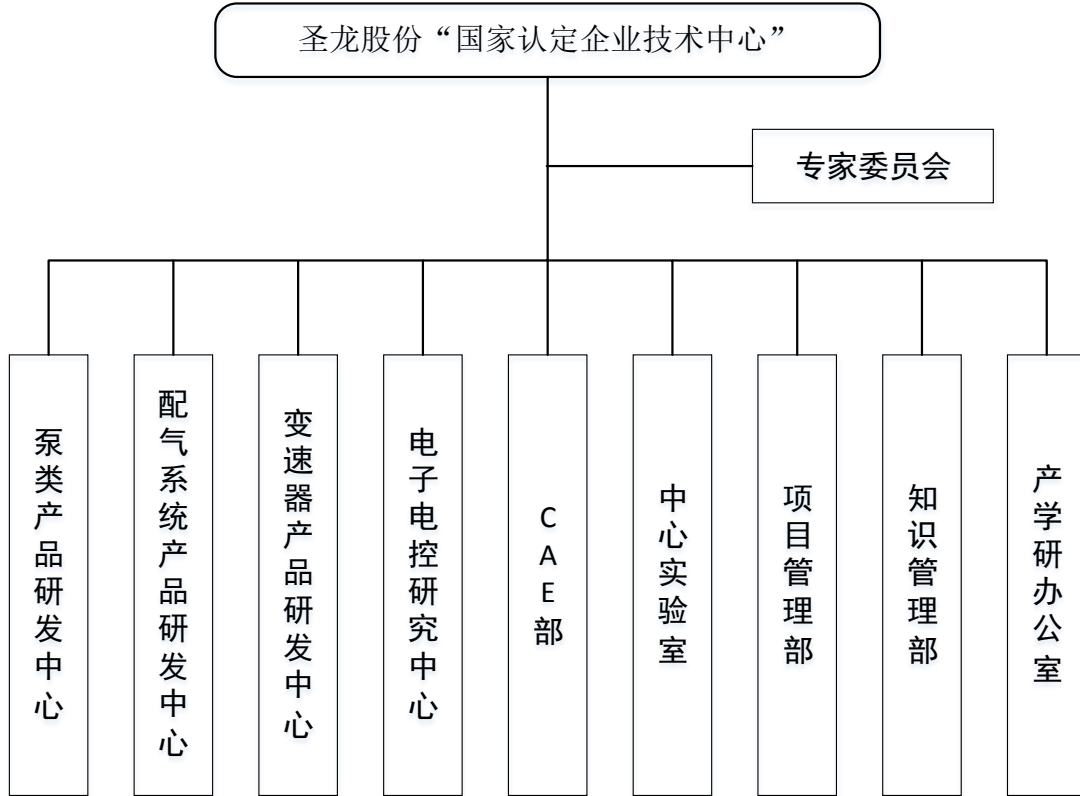 圣龙股份“国家认定企业技术中心”
专家委员会
泵类产品研发中心
配气系统产品研发中心
变速器产品研发中心
电子电控研究中心
CAE部
中心实验室
项目管理部
知识管理部
产学研办公室